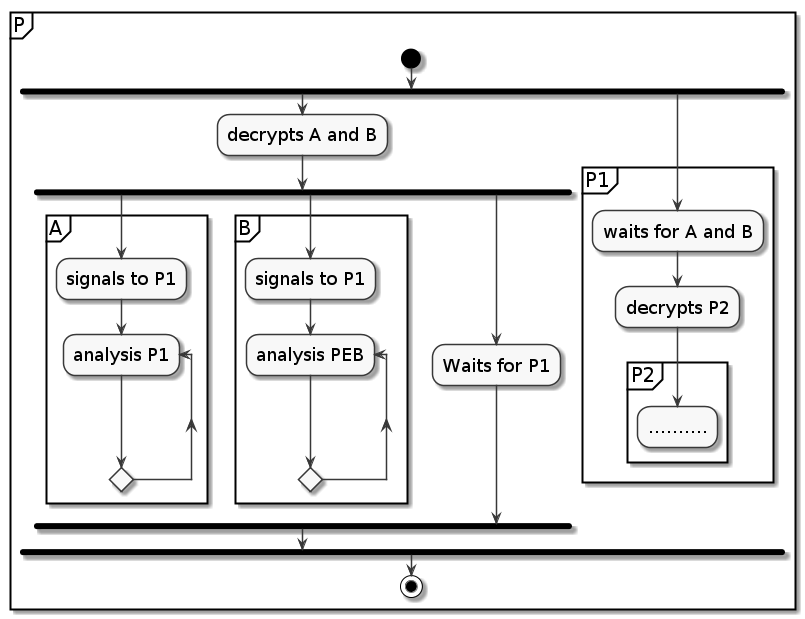 P
decrypts A and B
P1
A
B
waits for A and B
signals to P1
signals to P1
decrypts P2
analysis P1
analysis PEB
Waits for P1
P2
..........